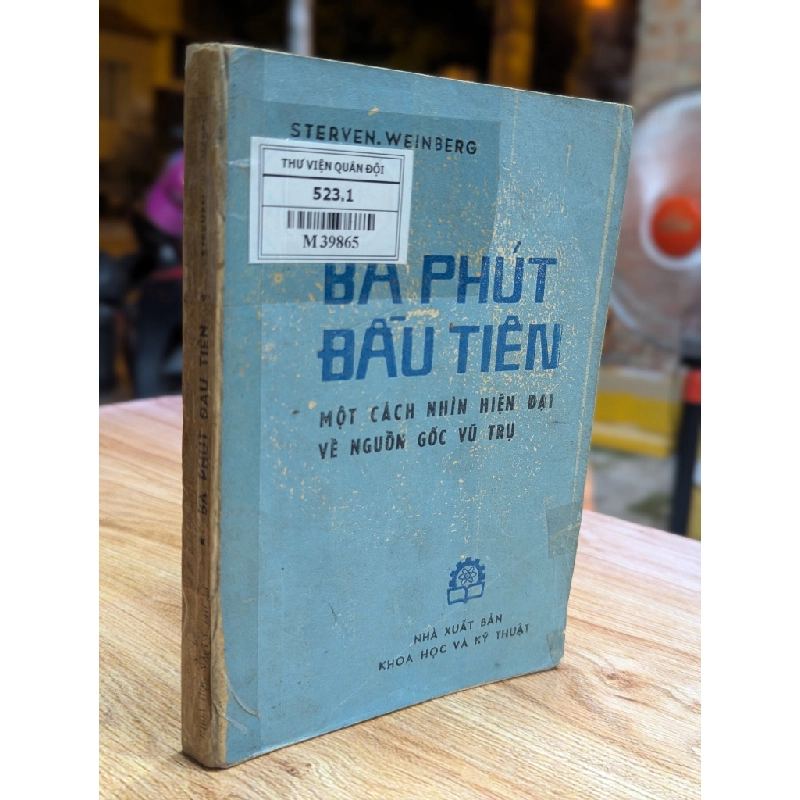 STERVEN. WEINBERG
THƯ VIỆN QUÂN ĐỘI
523.1
M 39865
BA PHÚT
ĐẦU TIÊN
MỘT CÁCH NHÌN HIỆN ĐẠI
VỀ NGUỒN GỐC VŨ TRỤ
NHÀ XUẤT BẢN
KHOA HỌC VÀ KỸ THUẬT
BA PHÚT ĐẦU TIÊN